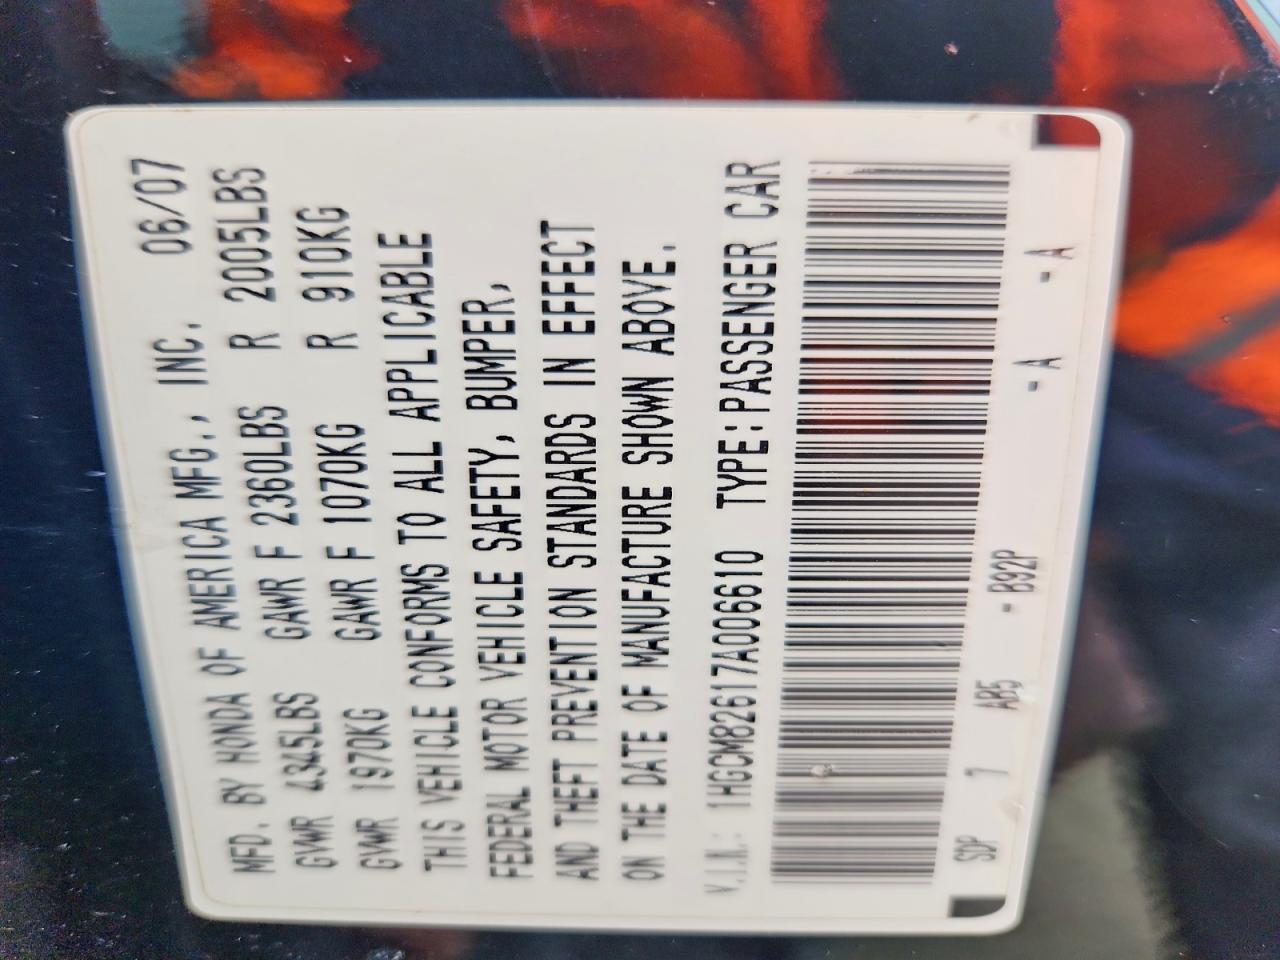 MFD. BY HONDA OF AMERICA MFG., INC. 06/07
GVWR 4345LBS GAWR F 2360LBS R 2005LBS
GVWR 1970KG GAWR F 1070KG R 910KG
THIS VEHICLE CONFORMS TO ALL APPLICABLE
FEDERAL MOTOR VEHICLE SAFETY, BUMPER,
AND THEFT PREVENTION STANDARDS IN EFFECT
ON THE DATE OF MANUFACTURE SHOWN ABOVE.
V.I.N.: 1HGCM82617A006610 TYPE:PASSENGER CAR
SDP 7 AB5 - B92P - A - A